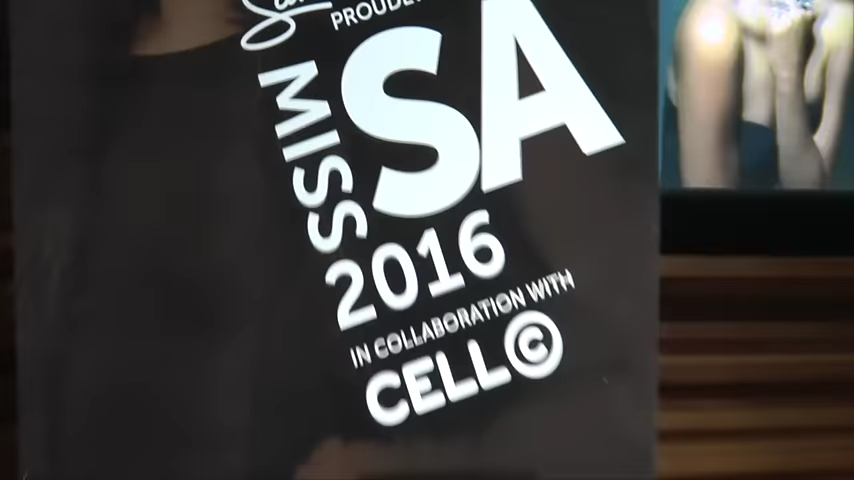 PROUDLY
MISS
SA
2016
IN COLLABORATION WITH
CELL C